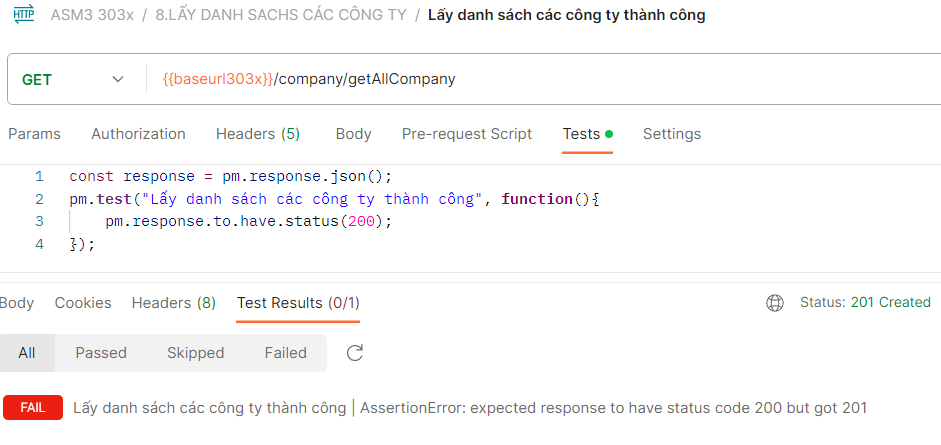 HTTP ASM3 303x / 8.LẤY DANH SACHS CÁC CÔNG TY / Lấy danh sách các công ty thành công
GET {{baseurl303x}}/company/getAllCompany
Params Authorization Headers (5) Body Pre-request Script Tests Settings
1 const response = pm.response.json();
2 pm.test("Lấy danh sách các công ty thành công", function(){
3 pm.response.to.have.status(200);
4 });
Body Cookies Headers (8) Test Results (0/1) Status: 201 Created
All Passed Skipped Failed
FAIL Lấy danh sách các công ty thành công | AssertionError: expected response to have status code 200 but got 201